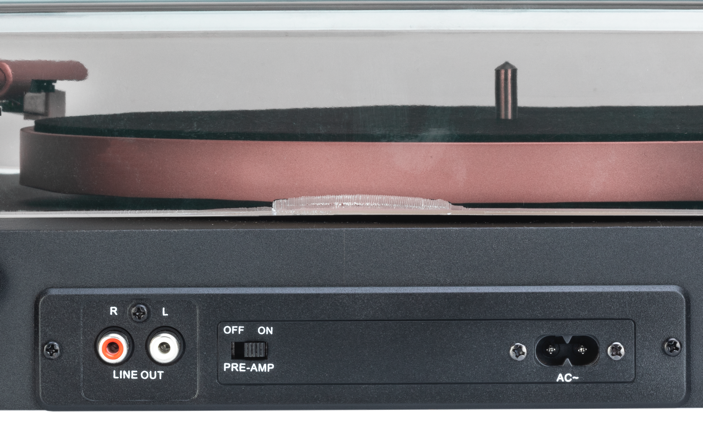 R L
LINE OUT
OFF ON
PRE-AMP
AC~